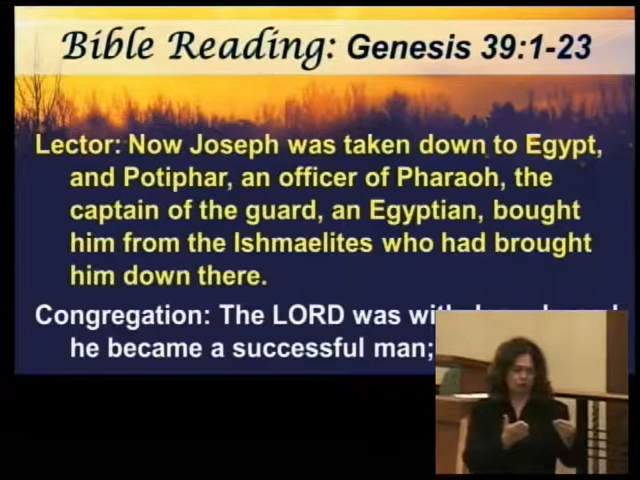 Bible Reading: Genesis 39:1-23
Lector: Now Joseph was taken down to Egypt,
and Potiphar, an officer of Pharaoh, the
captain of the guard, an Egyptian, bought
him from the Ishmaelites who had brought
him down there.
Congregation: The LORD was
he became a successful man;